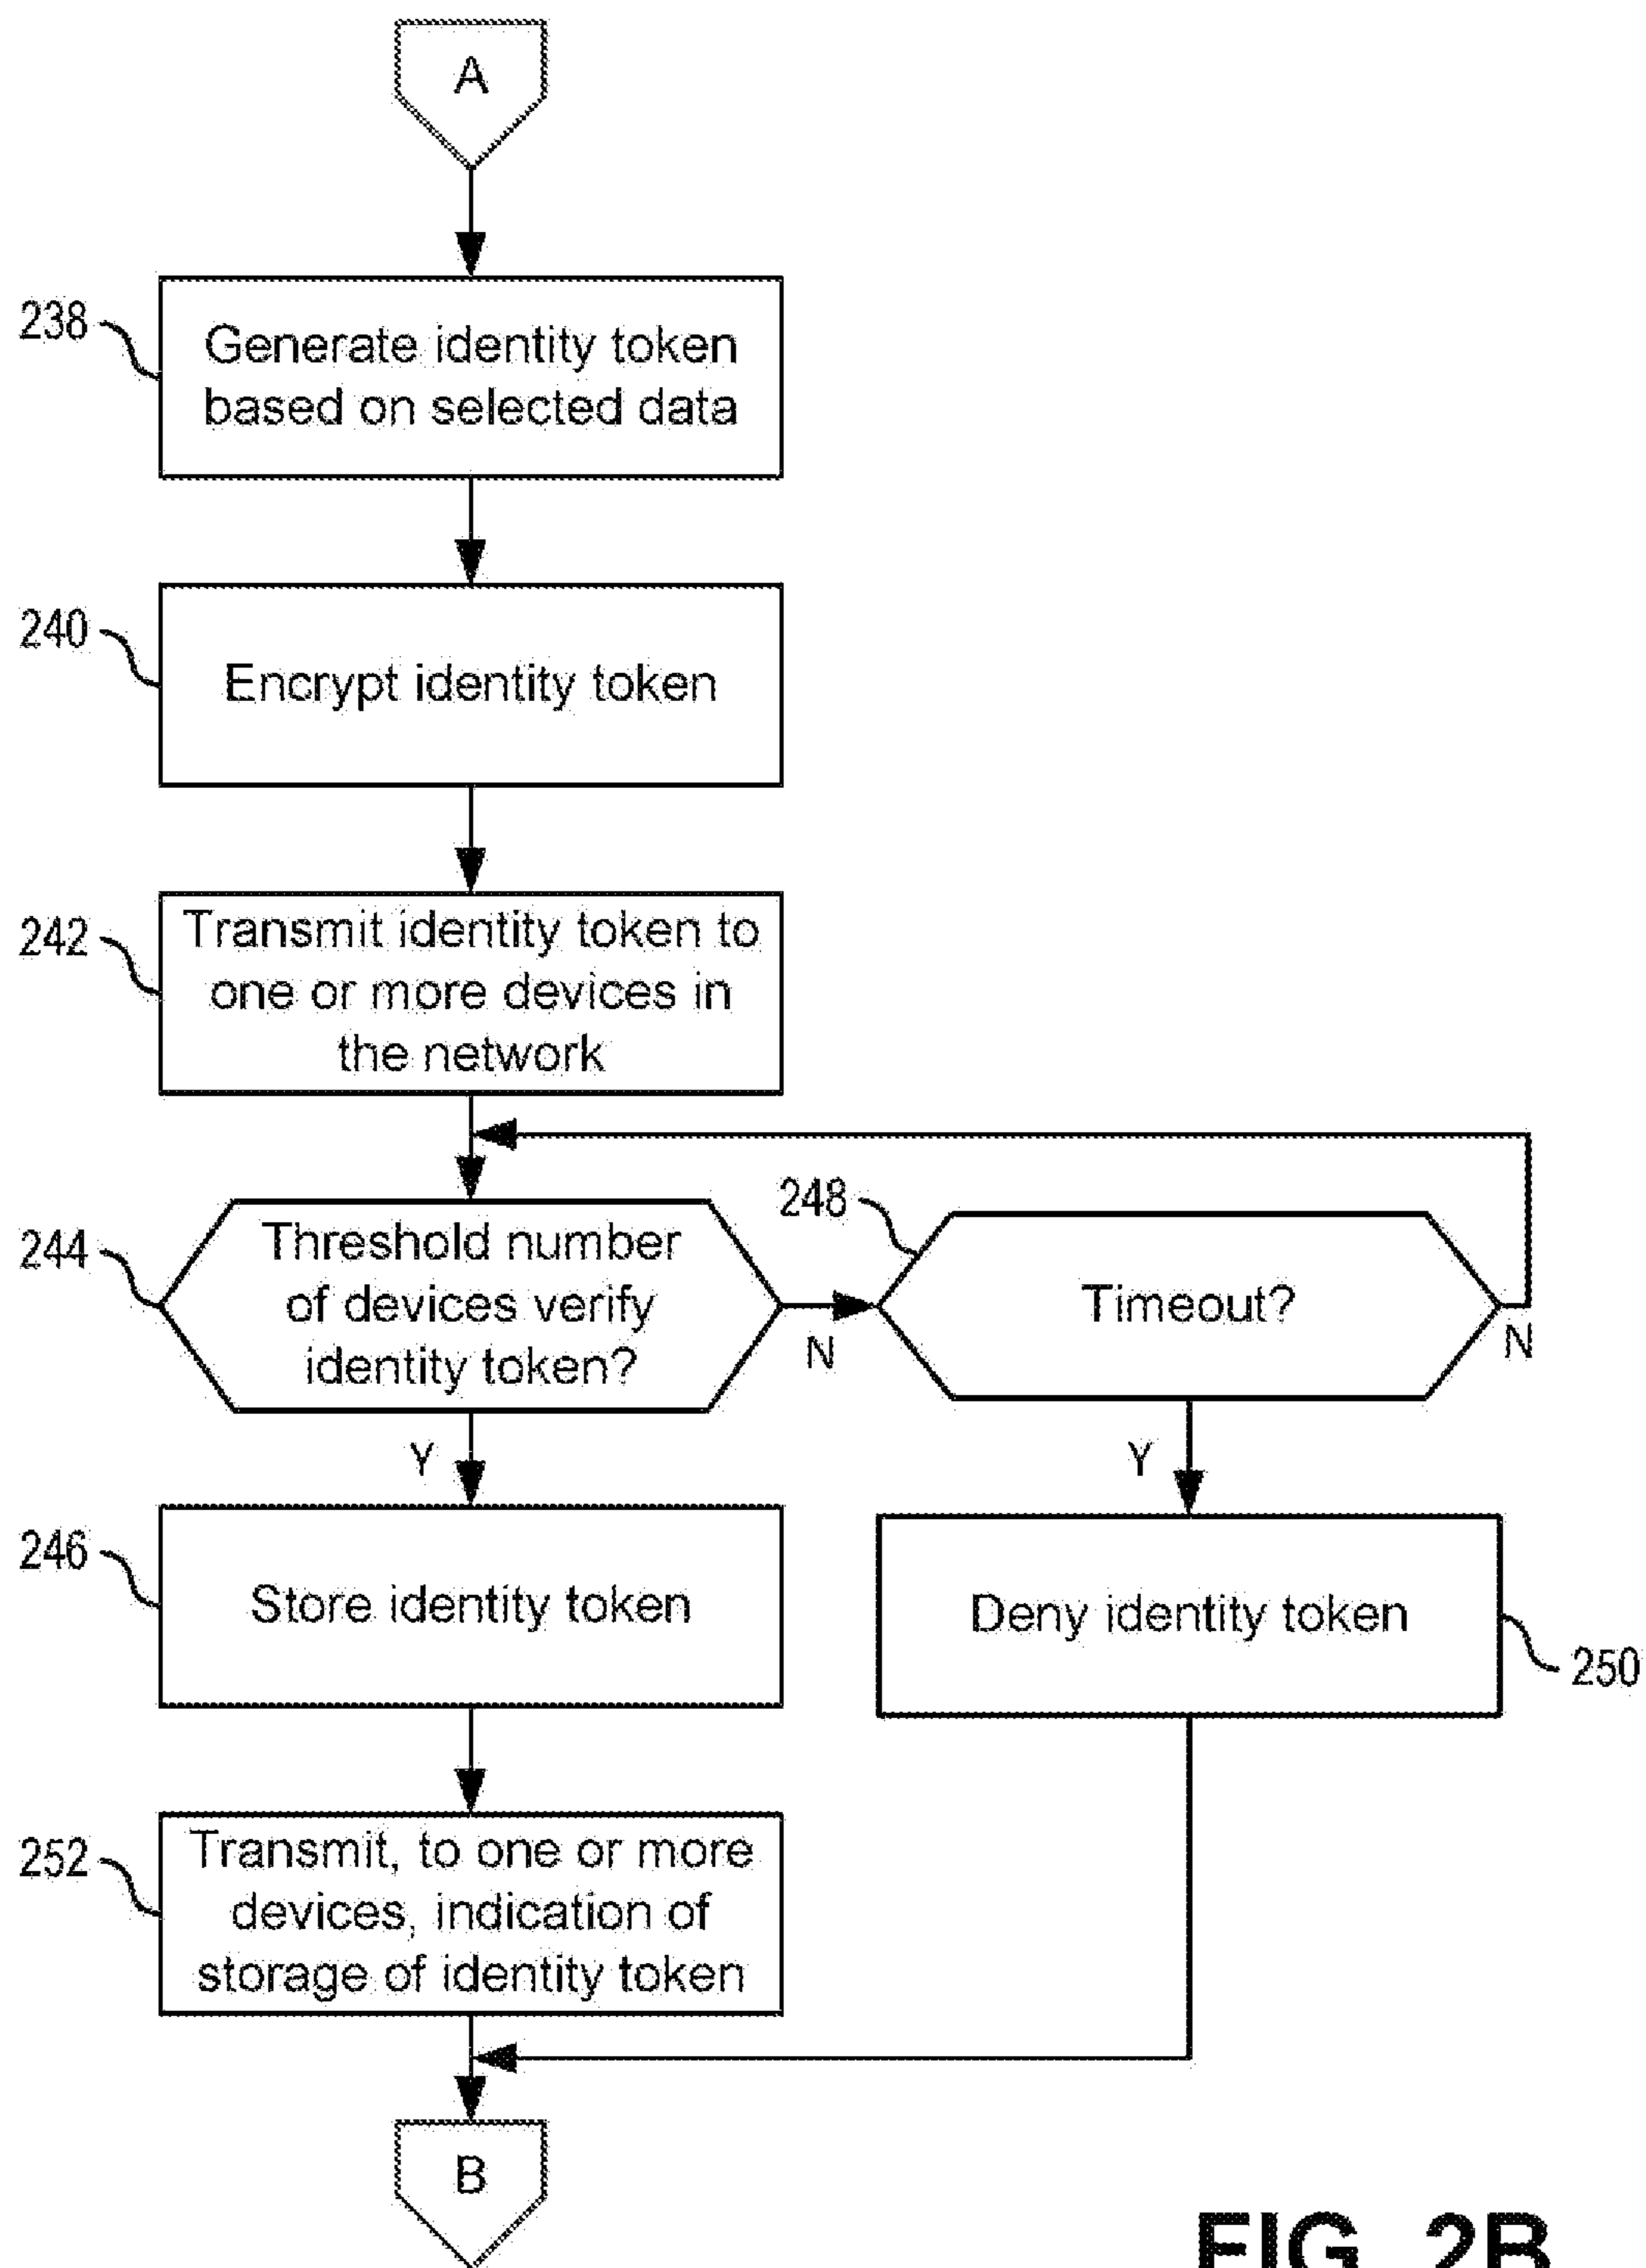 A
238
Generate identity token
based on selected data
240
Encrypt identity token
242
Transmit identity token to
one or more devices in
the network
244
Threshold number
of devices verify
identity token?
N
248
Timeout?
N
Y
Y
246
Store identity token
Deny identity token
250
252
Transmit, to one or more
devices, indication of
storage of identity token
B
FIG. 2B